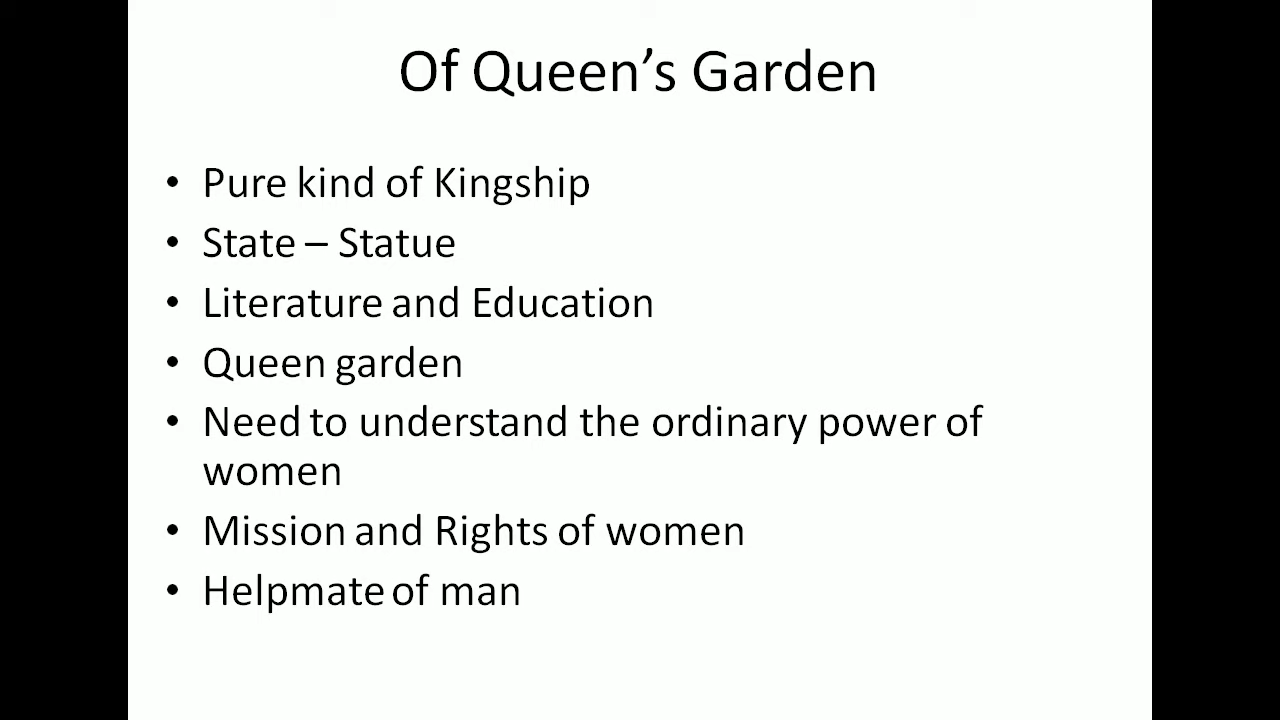 Of Queen’s Garden
• Pure kind of Kingship
• State – Statue
• Literature and Education
• Queen garden
• Need to understand the ordinary power of
women
• Mission and Rights of women
• Helpmate of man